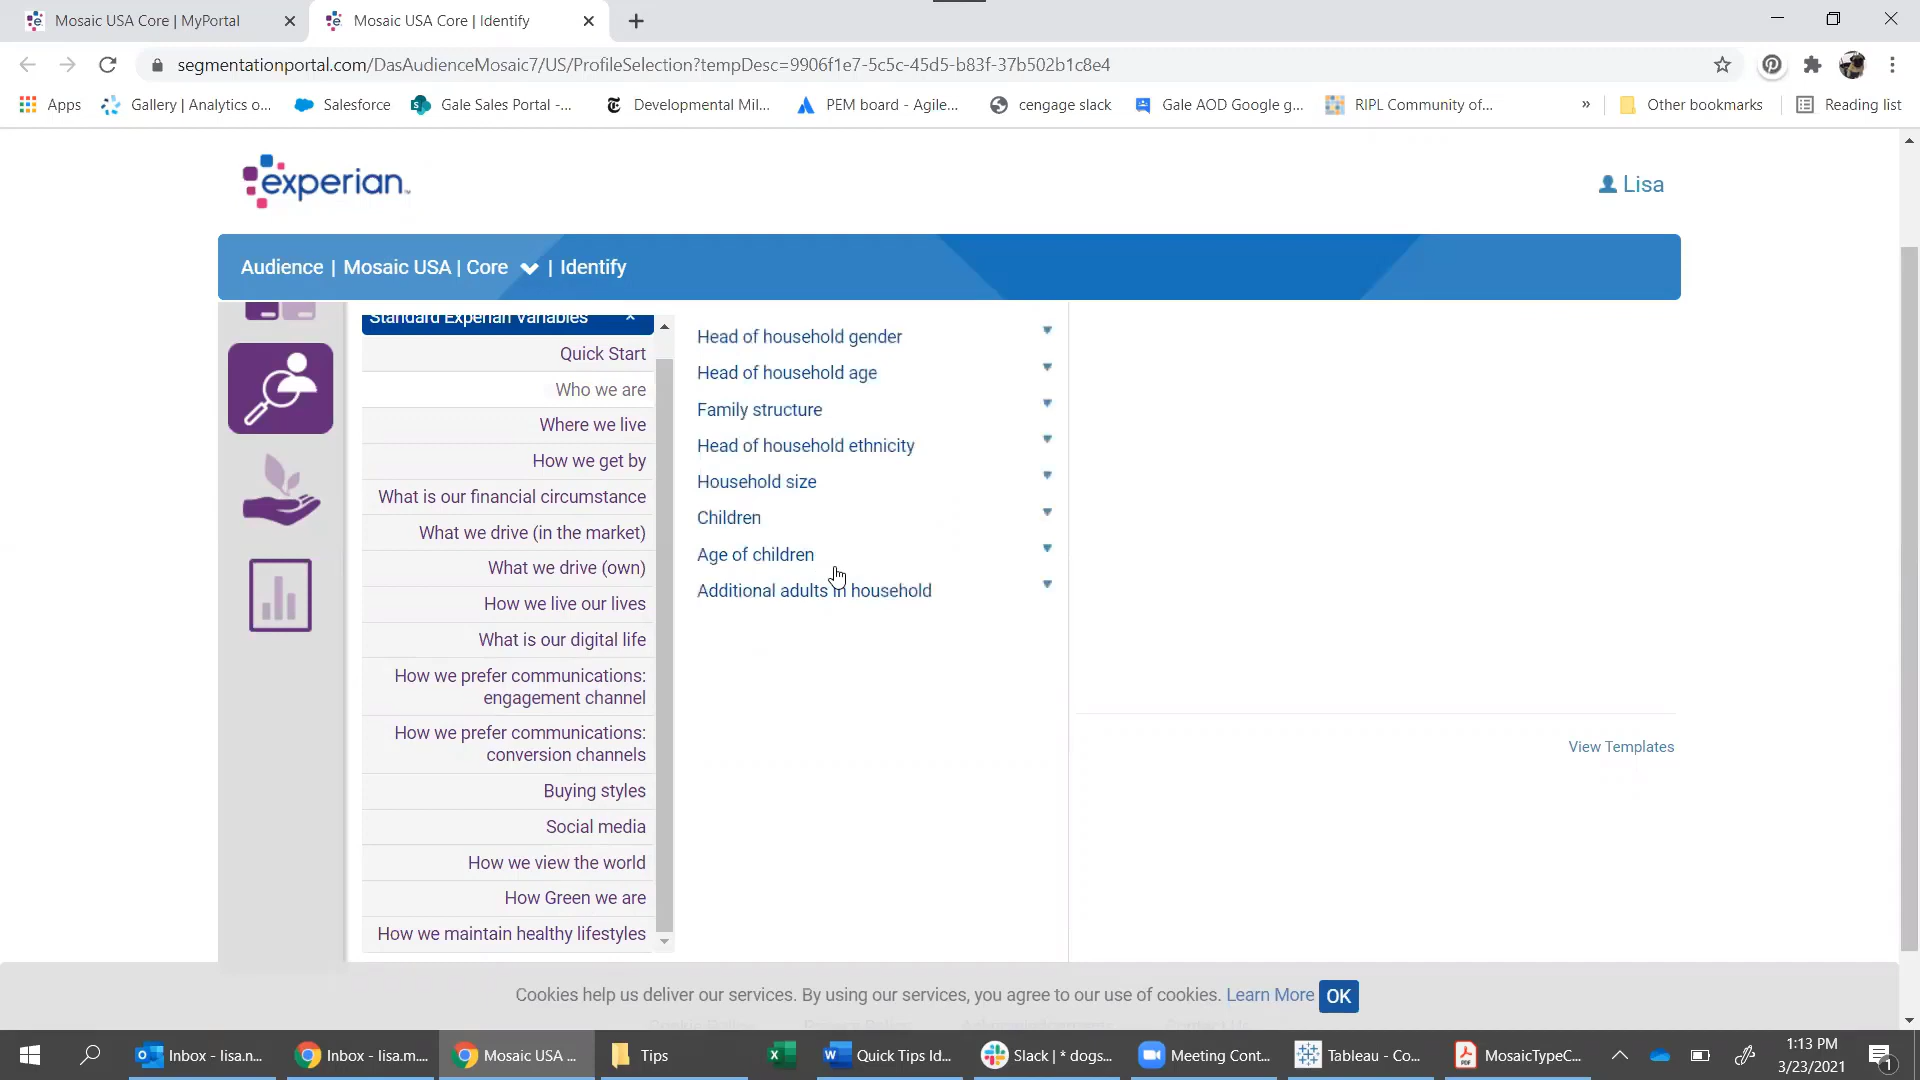 Mosaic USA Core | MyPortal
Mosaic USA Core | Identify
segmentationportal.com/DasAudienceMosaic7/US/ProfileSelection?tempDesc=9906f1e7-5c5c-45d5-b83f-37b502b1c8e4
Apps
Gallery | Analytics o...
Salesforce
Gale Sales Portal -...
Developmental Mil...
PEM board - Agile...
cengage slack
Gale AOD Google g...
RIPL Community of...
»
Other bookmarks
Reading list
experian™
Lisa
Audience | Mosaic USA | Core | Identify
Standard Experian Variables
Quick Start
Who we are
Where we live
How we get by
What is our financial circumstance
What we drive (in the market)
What we drive (own)
How we live our lives
What is our digital life
How we prefer communications:
engagement channel
How we prefer communications:
conversion channels
Buying styles
Social media
How we view the world
How Green we are
How we maintain healthy lifestyles
Head of household gender
Head of household age
Family structure
Head of household ethnicity
Household size
Children
Age of children
Additional adults in household
View Templates
Cookies help us deliver our services. By using our services, you agree to our use of cookies. Learn More OK
Inbox - lisa.n...
Inbox - lisa.m...
Mosaic USA ...
Tips
Quick Tips Id...
Slack | * dogs...
Meeting Cont...
Tableau - Co...
MosaicTypeC...
1:13 PM
3/23/2021
1